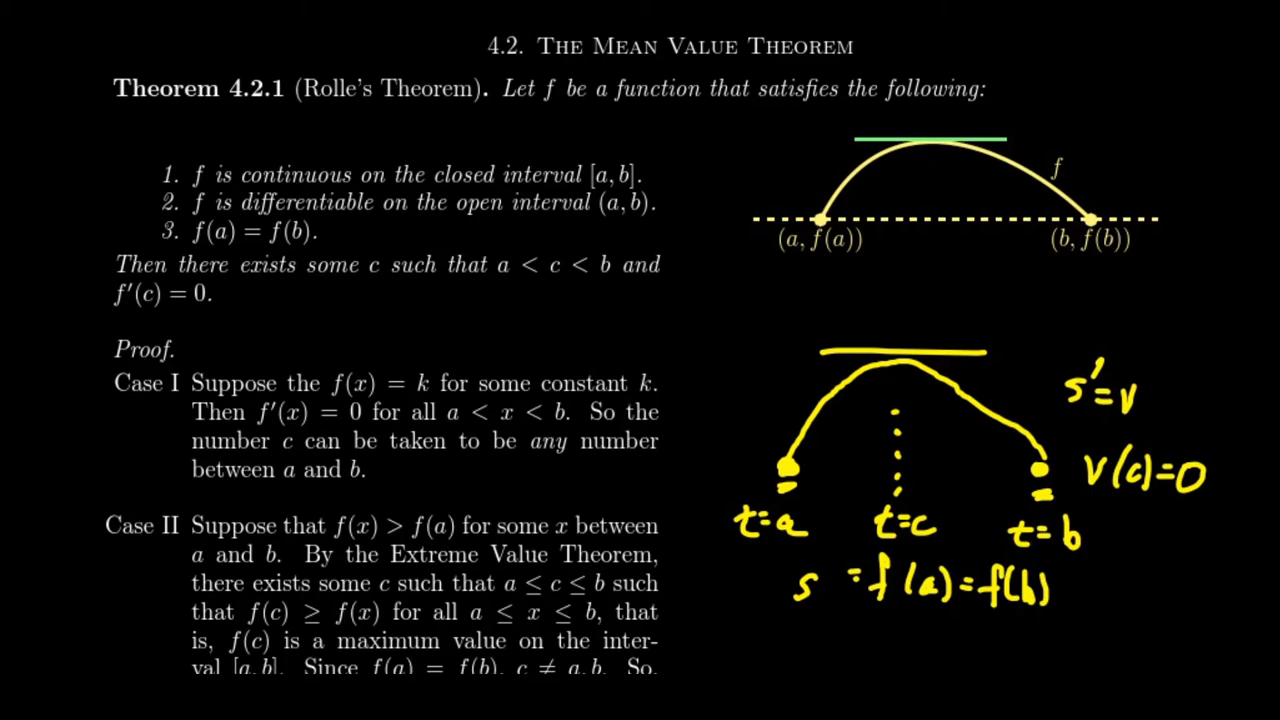 4.2. The Mean Value Theorem
Theorem 4.2.1 (Rolle's Theorem). Let f be a function that satisfies the following:
1. f is continuous on the closed interval [a, b].
2. f is differentiable on the open interval (a, b).
3. f(a) = f(b).
Then there exists some c such that a < c < b and
f′(c) = 0.
Proof.
Case I Suppose the f(x) = k for some constant k.
Then f′(x) = 0 for all a < x < b. So the
number c can be taken to be any number
between a and b.
Case II Suppose that f(x) > f(a) for some x between
a and b. By the Extreme Value Theorem,
there exists some c such that a ≤ c ≤ b such
that f(c) ≥ f(x) for all a ≤ x ≤ b, that
is, f(c) is a maximum value on the inter-
val [a, b]. Since f(a) = f(b), c ≠ a, b. So,
f
(a, f(a)) (b, f(b))
s′ = v
v(c) = 0
t = a t = c t = b
s = f(a) = f(b)